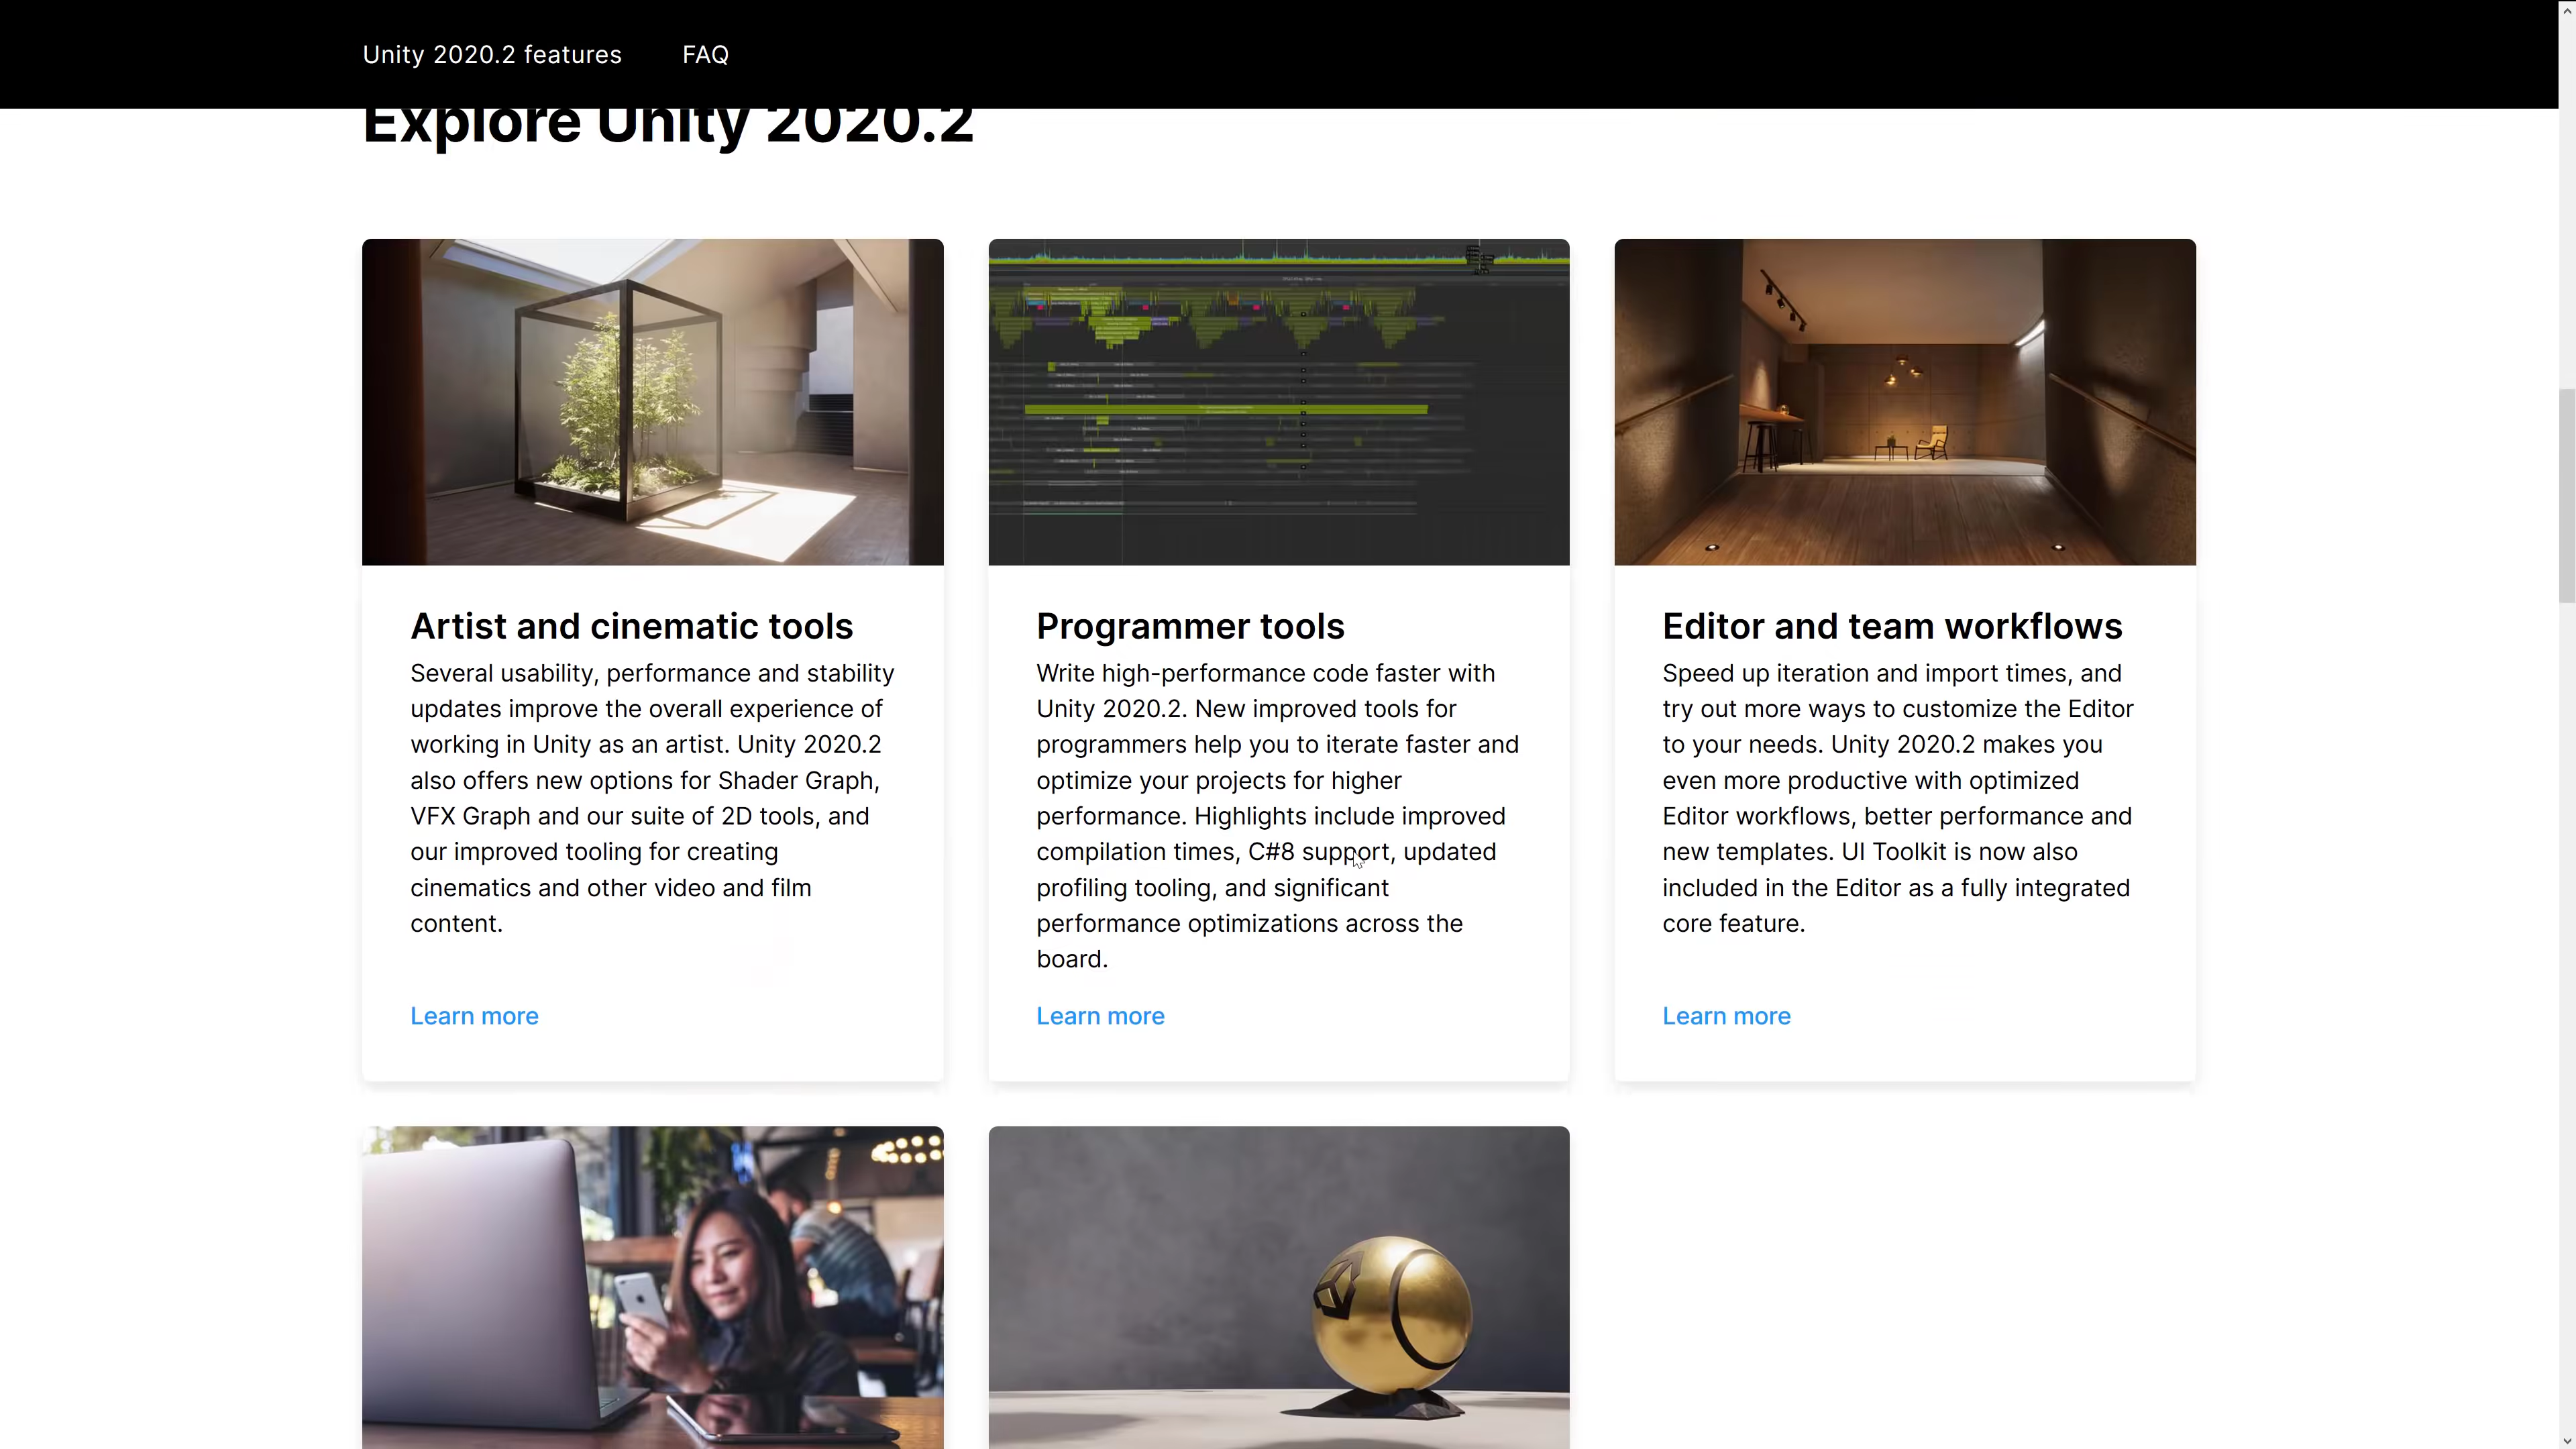 Unity 2020.2 features FAQ
Explore Unity 2020.2
Artist and cinematic tools
Several usability, performance and stability
updates improve the overall experience of
working in Unity as an artist. Unity 2020.2
also offers new options for Shader Graph,
VFX Graph and our suite of 2D tools, and
our improved tooling for creating
cinematics and other video and film
content.
Learn more
Programmer tools
Write high-performance code faster with
Unity 2020.2. New improved tools for
programmers help you to iterate faster and
optimize your projects for higher
performance. Highlights include improved
compilation times, C#8 support, updated
profiling tooling, and significant
performance optimizations across the
board.
Learn more
Editor and team workflows
Speed up iteration and import times, and
try out more ways to customize the Editor
to your needs. Unity 2020.2 makes you
even more productive with optimized
Editor workflows, better performance and
new templates. UI Toolkit is now also
included in the Editor as a fully integrated
core feature.
Learn more